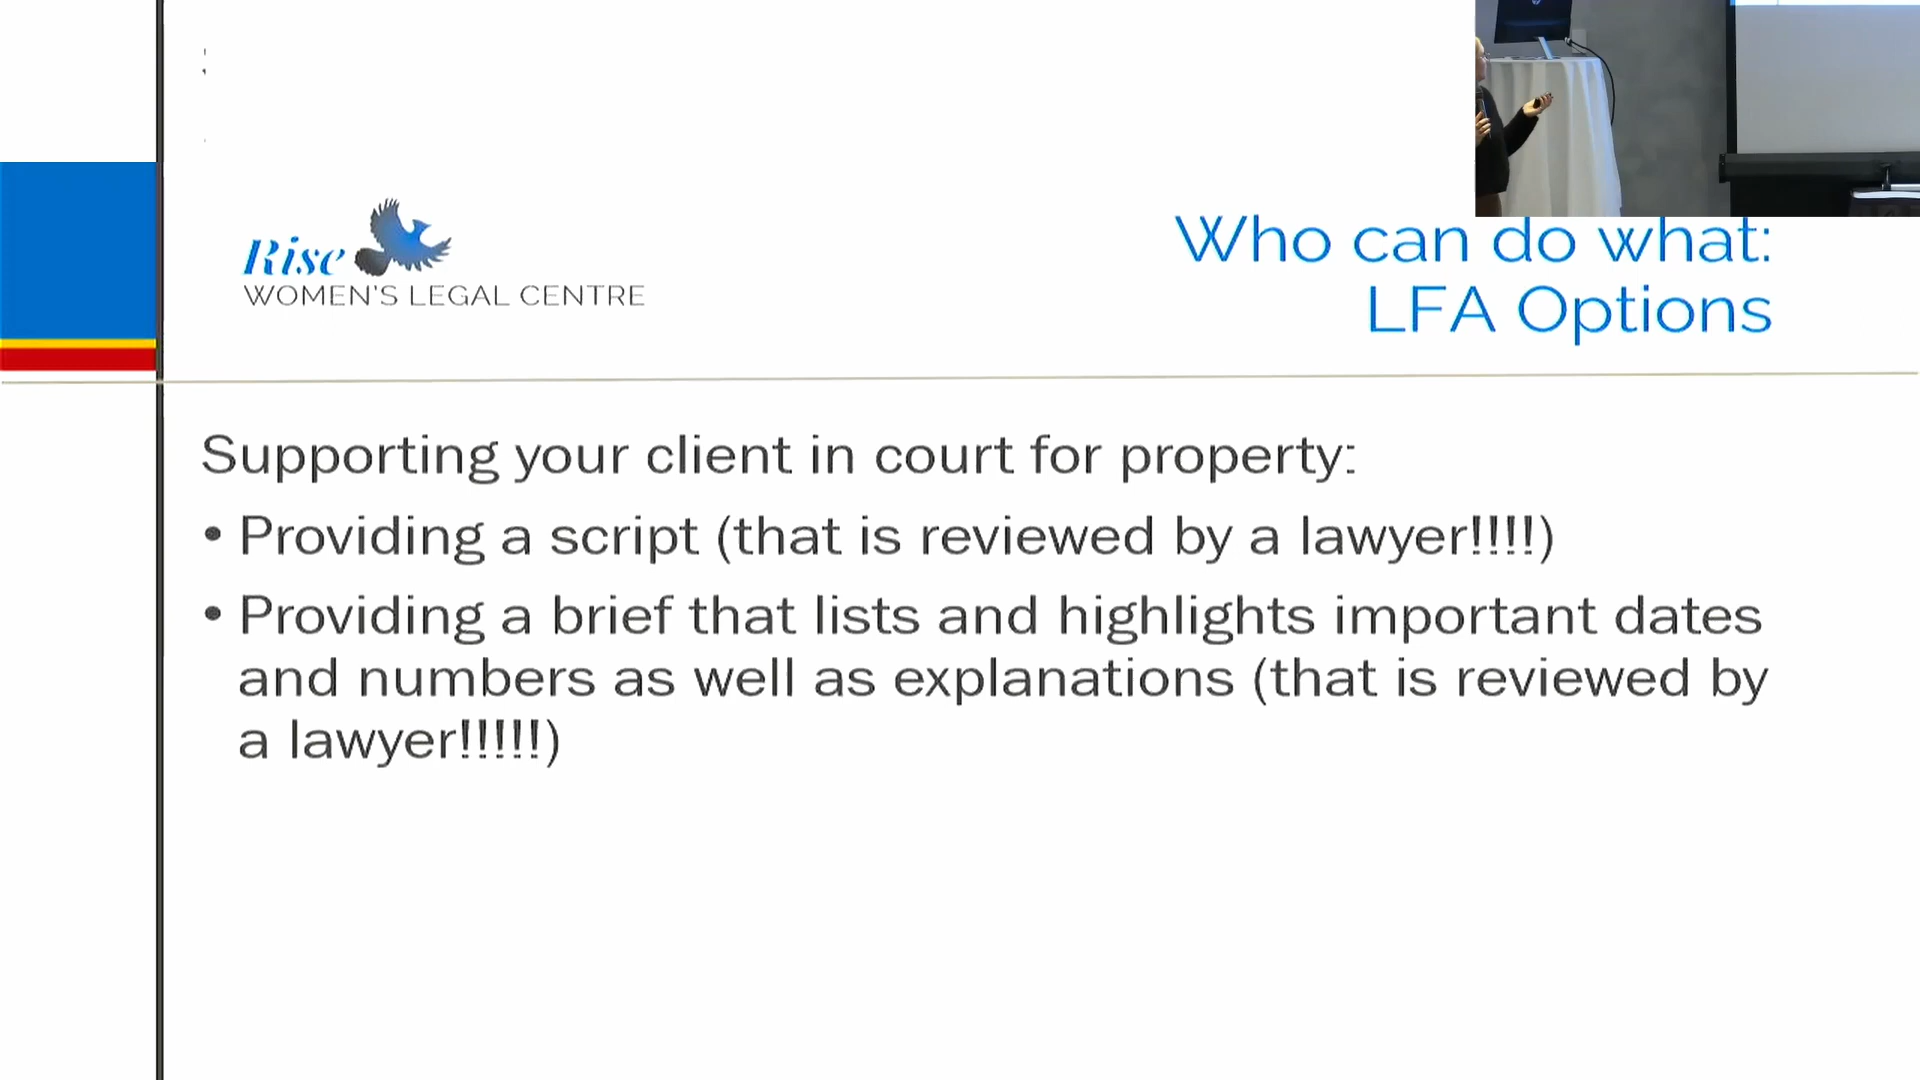 Rise
WOMEN'S LEGAL CENTRE
Who can do what:
LFA Options
Supporting your client in court for property:
• Providing a script (that is reviewed by a lawyer!!!!)
• Providing a brief that lists and highlights important dates
and numbers as well as explanations (that is reviewed by
a lawyer!!!!!)